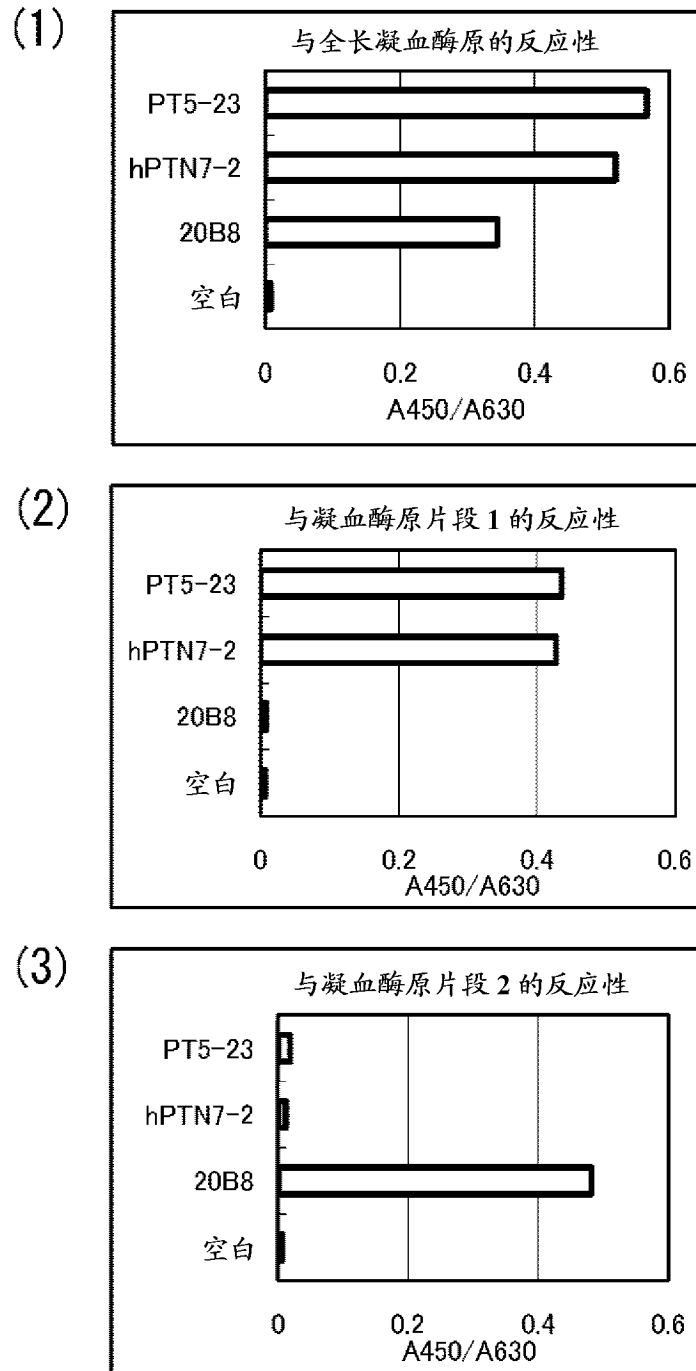 (1)
与全长凝血酶原的反应性
PT5-23
hPTN7-2
20B8
空白
0 0.2 0.4 0.6
A450/A630
(2)
与凝血酶原片段 1 的反应性
PT5-23
hPTN7-2
20B8
空白
0 0.2 0.4 0.6
A450/A630
(3)
与凝血酶原片段 2 的反应性
PT5-23
hPTN7-2
20B8
空白
0 0.2 0.4 0.6
A450/A630